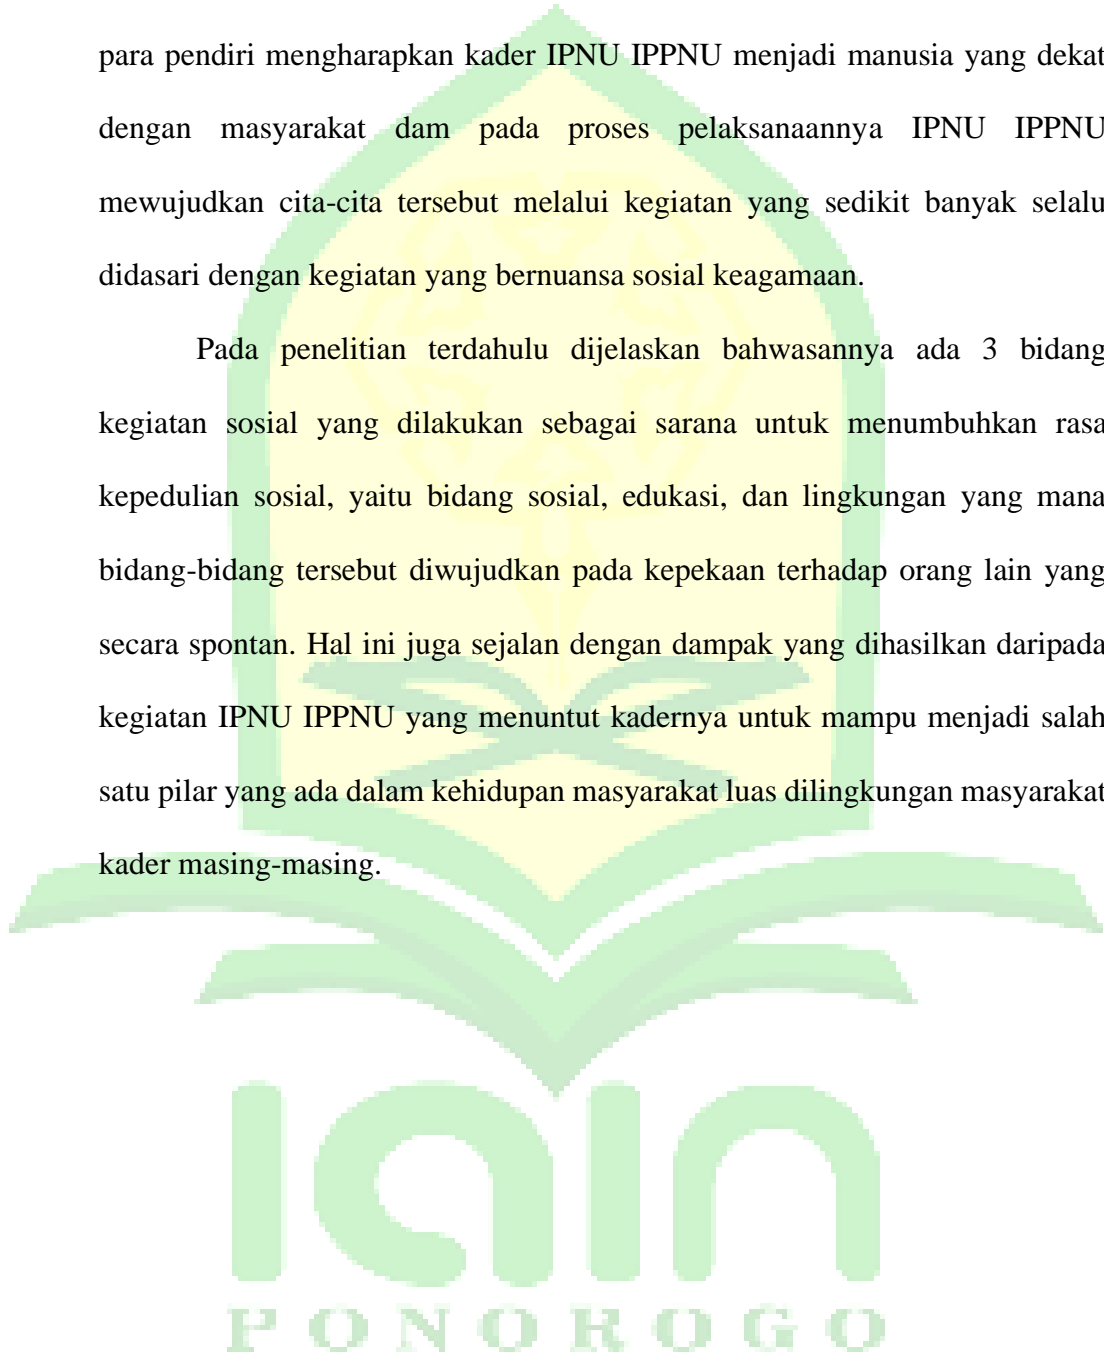 para pendiri mengharapkan kader IPNU IPPNU menjadi manusia yang dekat
dengan masyarakat dam pada proses pelaksanaannya IPNU IPPNU
mewujudkan cita-cita tersebut melalui kegiatan yang sedikit banyak selalu
didasari dengan kegiatan yang bernuansa sosial keagamaan.
Pada penelitian terdahulu dijelaskan bahwasannya ada 3 bidang
kegiatan sosial yang dilakukan sebagai sarana untuk menumbuhkan rasa
kepedulian sosial, yaitu bidang sosial, edukasi, dan lingkungan yang mana
bidang-bidang tersebut diwujudkan pada kepekaan terhadap orang lain yang
secara spontan. Hal ini juga sejalan dengan dampak yang dihasilkan daripada
kegiatan IPNU IPPNU yang menuntut kadernya untuk mampu menjadi salah
satu pilar yang ada dalam kehidupan masyarakat luas dilingkungan masyarakat
kader masing-masing.
iain
PONOROGO